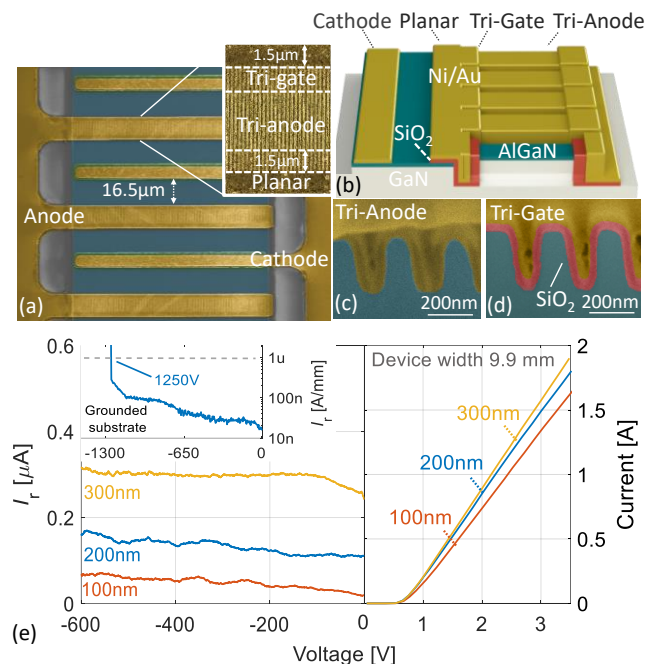 Cathode Planar Tri-Gate Tri-Anode
1.5μm
Tri-gate
Tri-anode
1.5μm
Planar
16.5μm
Anode
Cathode
(a)
Ni/Au
SiO2
AlGaN
GaN
(b)
Tri-Anode
200nm
(c)
Tri-Gate
SiO2
200nm
(d)
0.6
0.4
0.2
0
Ir [μA]
1250V
Grounded
substrate
1u
100n
10n
Ir [A/mm]
-1300 -650 0
300nm
200nm
100nm
Device width 9.9 mm
300nm
200nm
100nm
2
1.5
1
0.5
0
Current [A]
-600 -400 -200 0 1 2 3
Voltage [V]
(e)